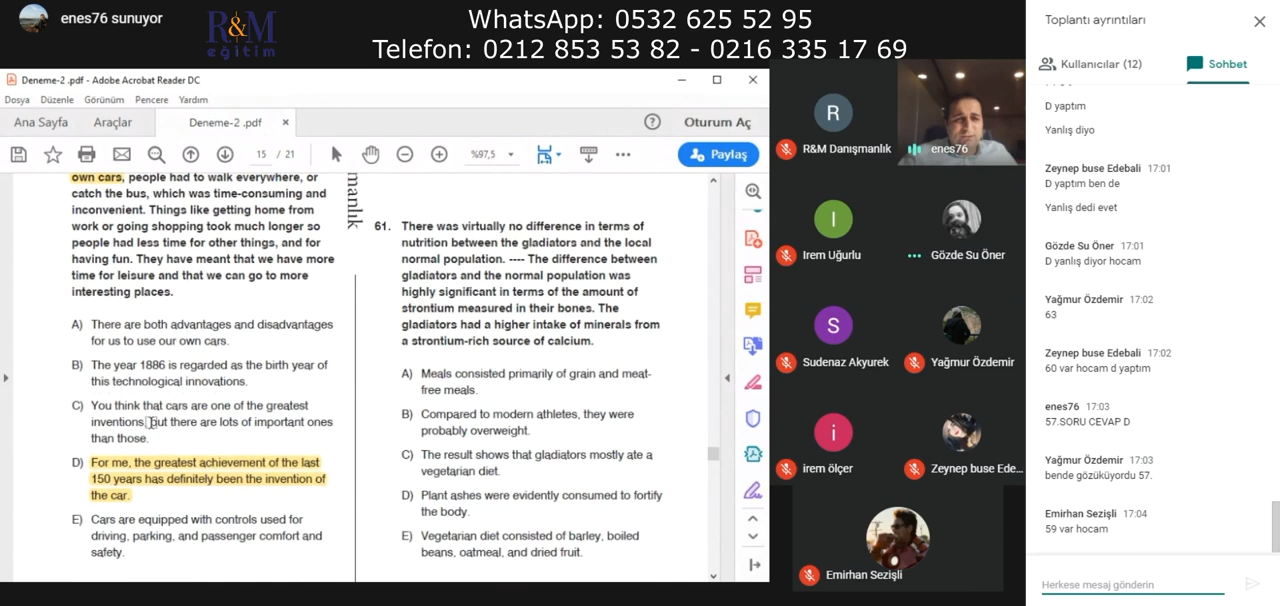 enes76 sunuyor
R&M
eğitim
WhatsApp: 0532 625 52 95
Telefon: 0212 853 53 82 - 0216 335 17 69
Deneme-2 .pdf - Adobe Acrobat Reader DC
Dosya Düzenle Görünüm Pencere Yardım
Ana Sayfa Araçlar Deneme-2 .pdf Oturum Aç
15 / 21 %97,5 Paylaş
own cars, people had to walk everywhere, or
catch the bus, which was time-consuming and
inconvenient. Things like getting home from
work or going shopping took much longer so
people had less time for other things, and for
having fun. They have meant that we have more
time for leisure and that we can go to more
interesting places.
A) There are both advantages and disadvantages
for us to use our own cars.
B) The year 1886 is regarded as the birth year of
this technological innovations.
C) You think that cars are one of the greatest
inventions, but there are lots of important ones
than those.
D) For me, the greatest achievement of the last
150 years has definitely been the invention of
the car.
E) Cars are equipped with controls used for
driving, parking, and passenger comfort and
safety.
manlık
61. There was virtually no difference in terms of
nutrition between the gladiators and the local
normal population. ---- The difference between
gladiators and the normal population was
highly significant in terms of the amount of
strontium measured in their bones. The
gladiators had a higher intake of minerals from
a strontium-rich source of calcium.
A) Meals consisted primarily of grain and meat-
free meals.
B) Compared to modern athletes, they were
probably overweight.
C) The result shows that gladiators mostly ate a
vegetarian diet.
D) Plant ashes were evidently consumed to fortify
the body.
E) Vegetarian diet consisted of barley, boiled
beans, oatmeal, and dried fruit.
R
R&M Danışmanlık
enes76
I
Irem Uğurlu
Gözde Su Öner
S
Sudenaz Akyurek
Yağmur Özdemir
i
irem ölçer
Zeynep buse Ede...
Emirhan Sezişli
Toplantı ayrıntıları
Kullanıcılar (12) Sohbet
D yaptım
Yanlış diyo
Zeynep buse Edebali 17:01
D yaptım ben de
Yanlış dedi evet
Gözde Su Öner 17:01
D yanlış diyor hocam
Yağmur Özdemir 17:02
63
Zeynep buse Edebali 17:02
60 var hocam d yaptım
enes76 17:03
57.SORU CEVAP D
Yağmur Özdemir 17:03
bende gözüküyordu 57.
Emirhan Sezişli 17:04
59 var hocam
Herkese mesaj gönderin